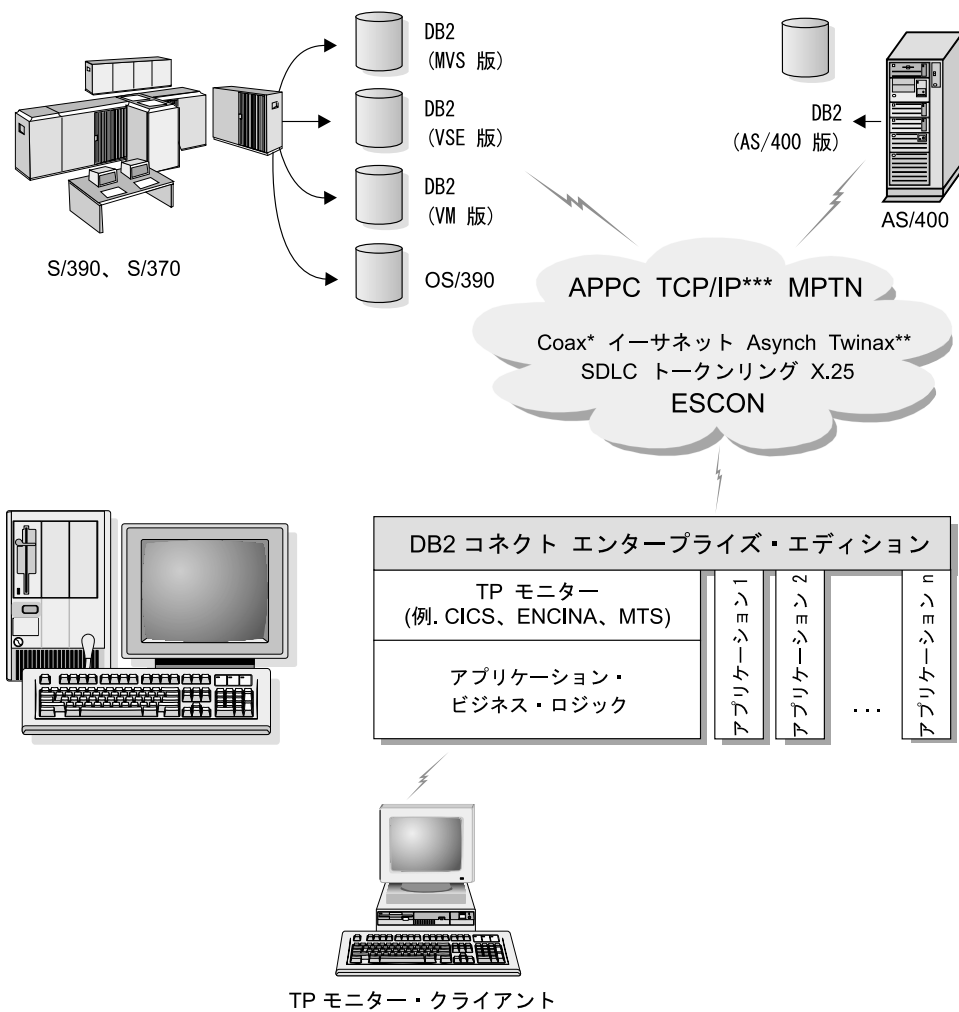 DB2
(MVS 版)
DB2
(VSE 版)
DB2
(VM 版)
OS/390
S/390、 S/370
DB2
(AS/400 版)
AS/400
APPC TCP/IP*** MPTN
Coax* イーサネット Asynch Twinax**
SDLC トークンリング X.25
ESCON
DB2 コネクト エンタープライズ・エディション
TP モニター
(例. CICS、ENCINA、MTS)
アプリケーション・
ビジネス・ロジック
アプリケーション 1
アプリケーション 2
. . .
アプリケーション n
TP モニター・クライアント